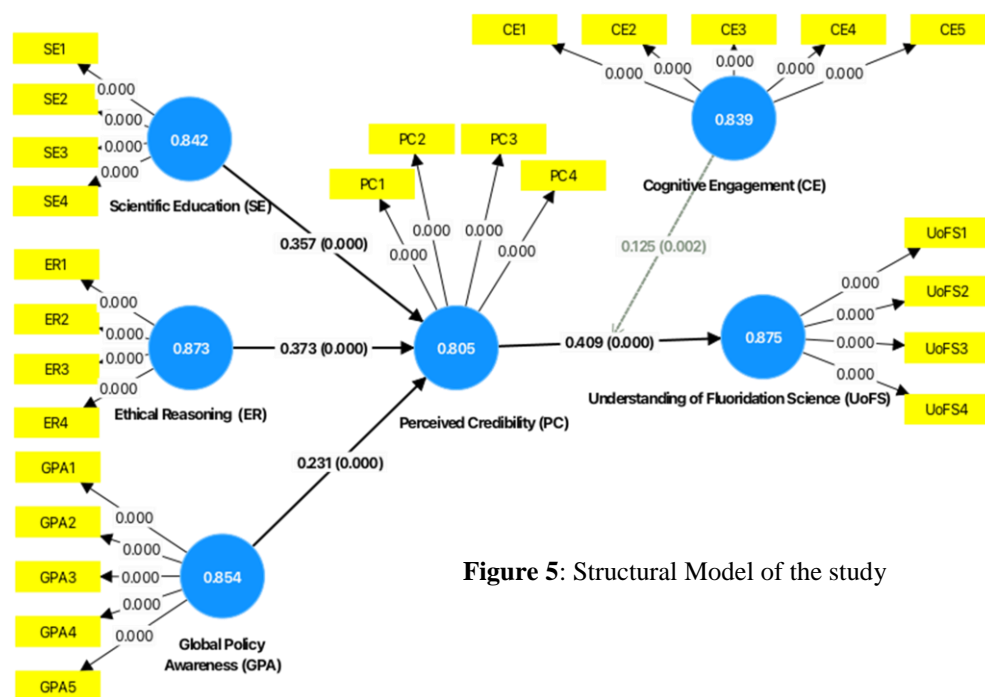 SE1
SE2
SE3
SE4
0.000
0.000
0.000
0.000
0.842
Scientific Education (SE)
ER1
ER2
ER3
ER4
0.000
0.000
0.000
0.000
0.873
Ethical Reasoning (ER)
GPA1
GPA2
GPA3
GPA4
GPA5
0.000
0.000
0.000
0.000
0.000
0.854
Global Policy
Awareness (GPA)
0.357 (0.000)
0.373 (0.000)
0.231 (0.000)
PC1
PC2
PC3
PC4
0.000
0.000
0.000
0.000
0.805
Perceived Credibility (PC)
CE1
CE2
CE3
CE4
CE5
0.000
0.000
0.000
0.000
0.000
0.839
Cognitive Engagement (CE)
0.125 (0.002)
0.409 (0.000)
UoFS1
UoFS2
UoFS3
UoFS4
0.000
0.000
0.000
0.000
0.875
Understanding of Fluoridation Science (UoFS)
Figure 5: Structural Model of the study